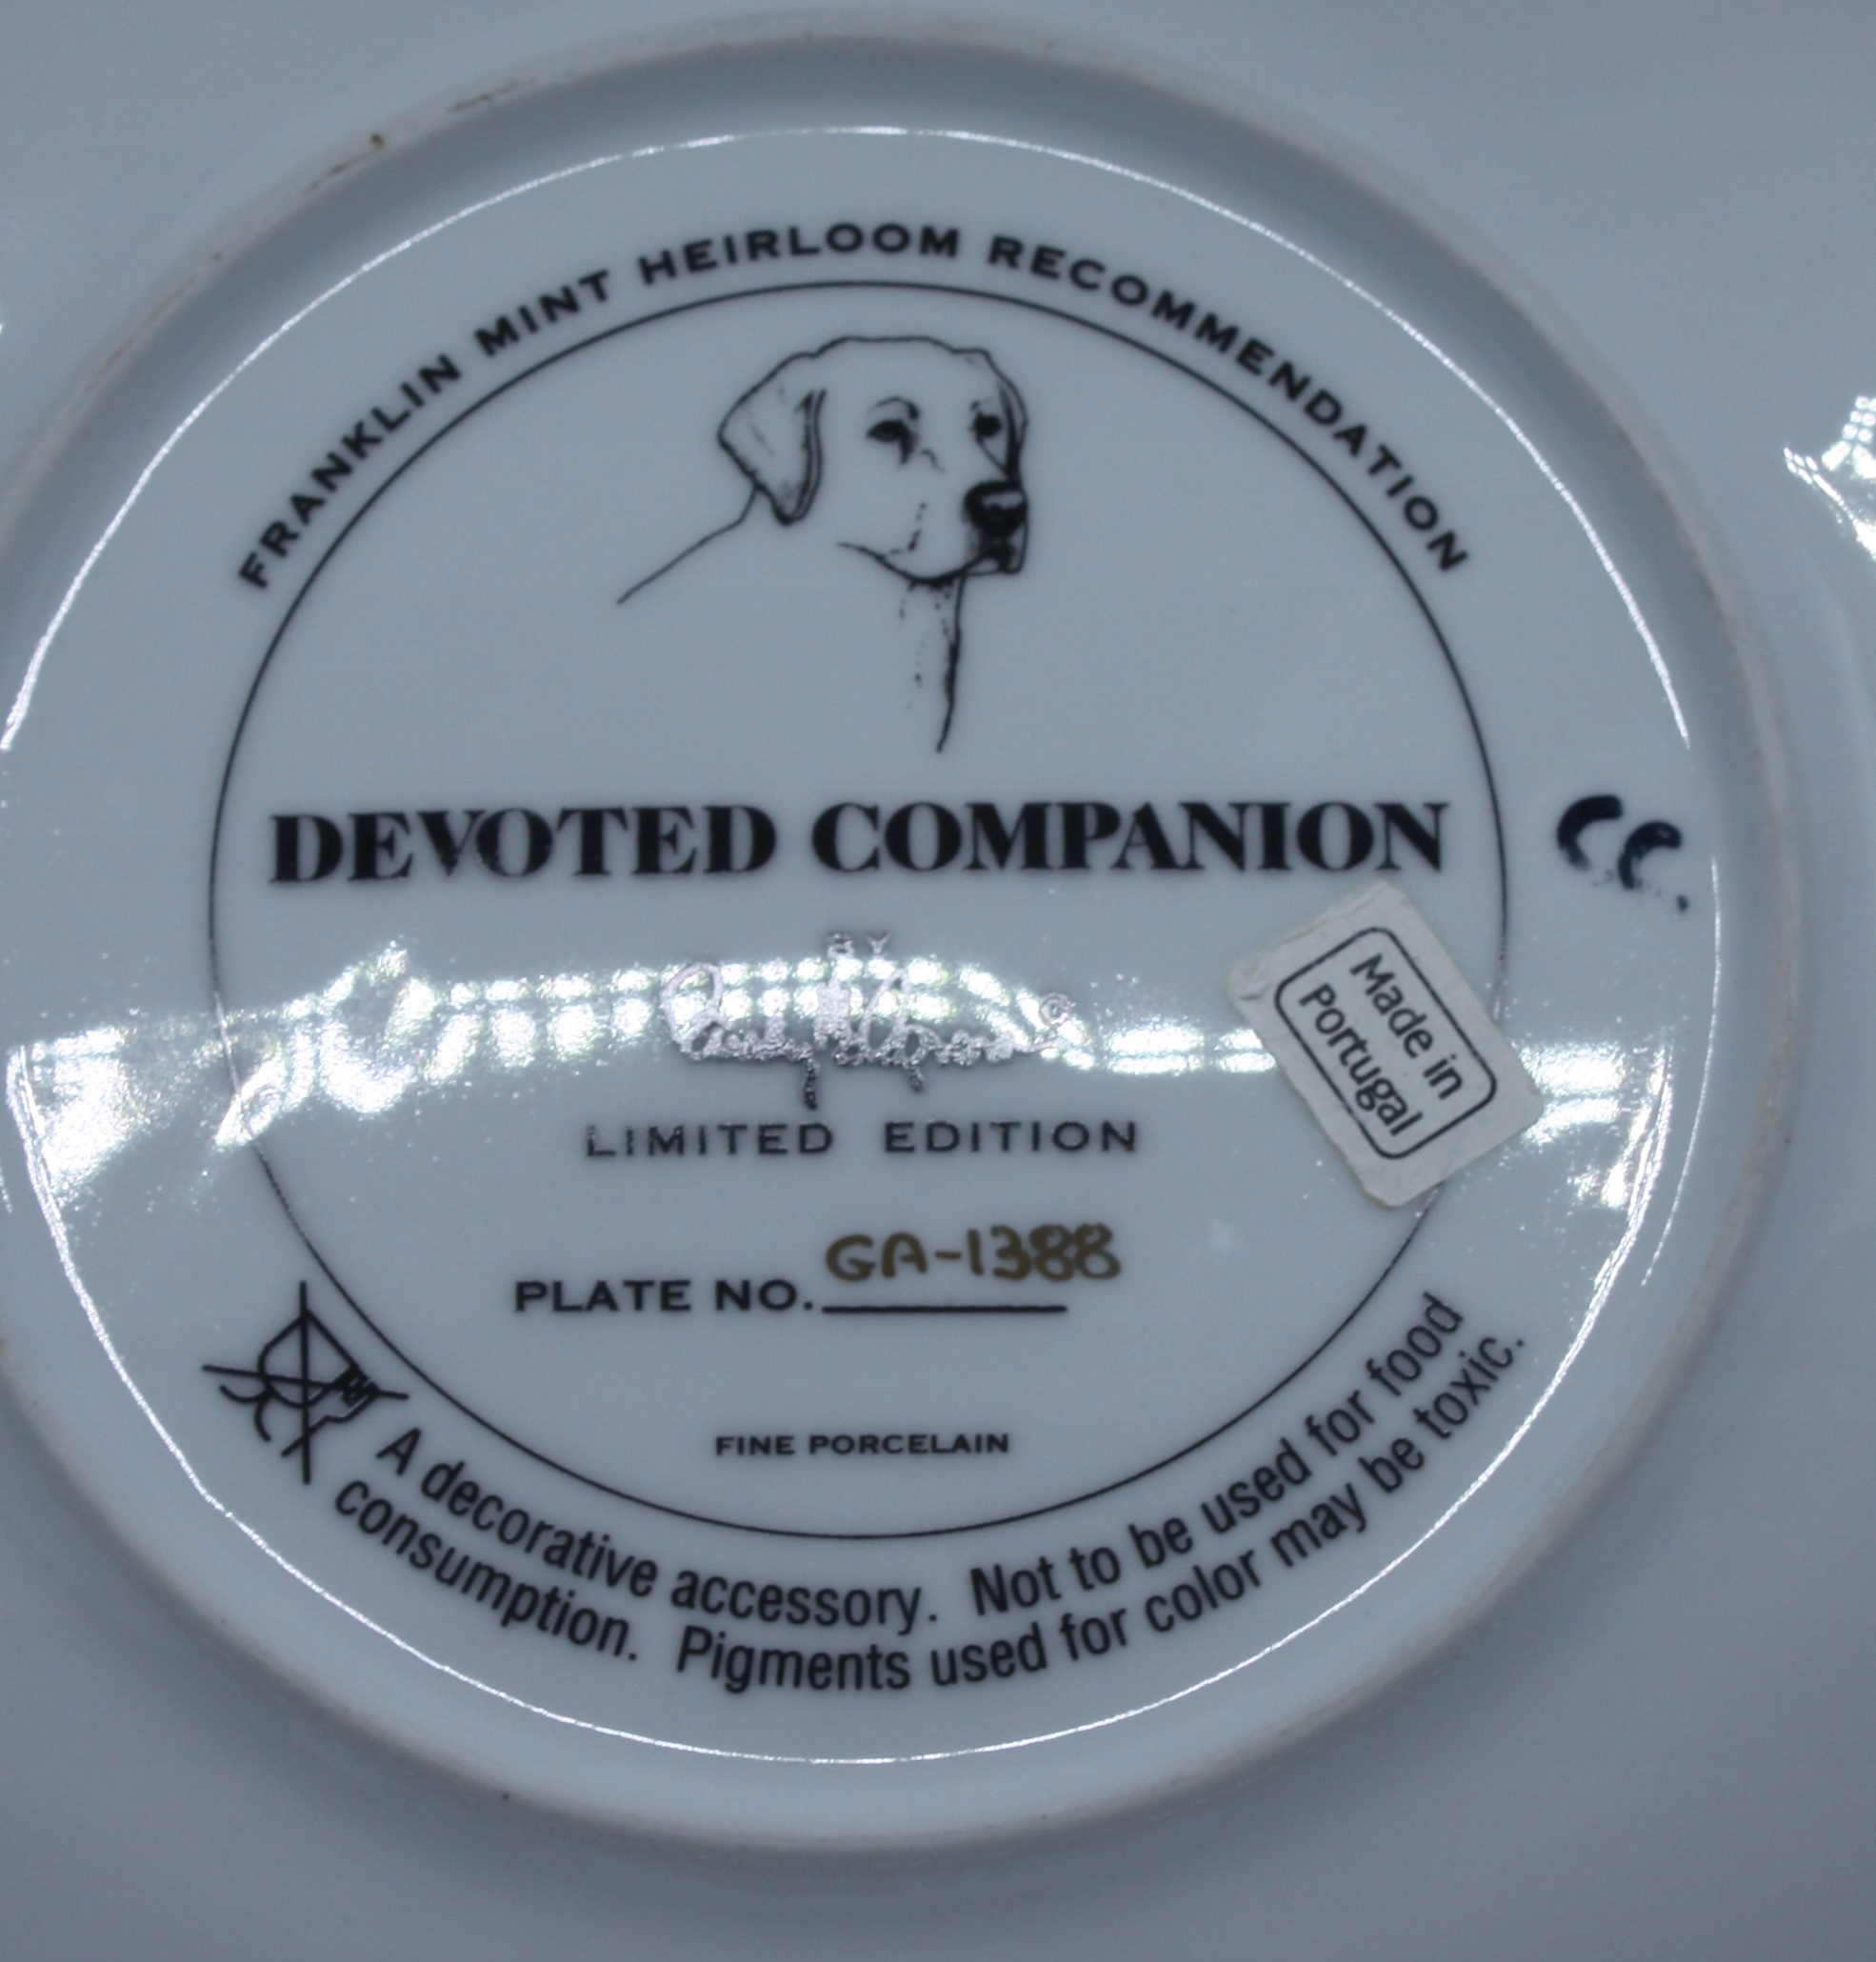 FRANKLIN MINT HEIRLOOM RECOMMENDATION
DEVOTED COMPANION
CC.
BY
©
LIMITED EDITION
PLATE NO. GA-1388
FINE PORCELAIN
Made in
Portugal
A decorative accessory. Not to be used for food
consumption. Pigments used for color may be toxic.